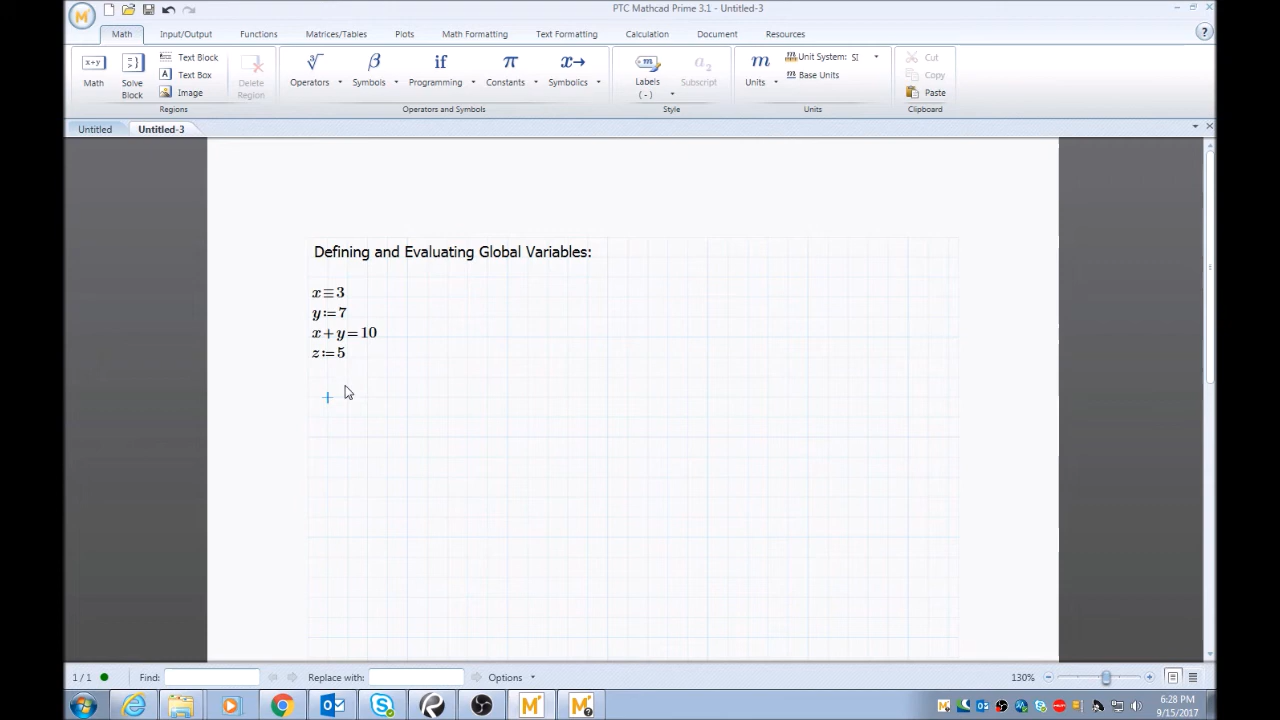 PTC Mathcad Prime 3.1 - Untitled-3
Math Input/Output Functions Matrices/Tables Plots Math Formatting Text Formatting Calculation Document Resources
Math
Solve Block
Text Block
Text Box
Image
Delete Region
Regions
Operators
Symbols
if
Programming
π
Constants
Symbolics
Operators and Symbols
Labels
(-)
Subscript
Style
Units
Unit System: SI
Base Units
Units
Cut
Copy
Paste
Clipboard
Untitled Untitled-3
Defining and Evaluating Global Variables:
x≡3
y:=7
x+y=10
z:=5
1/1 Find: Replace with: Options 130%
6:28 PM
9/15/2017